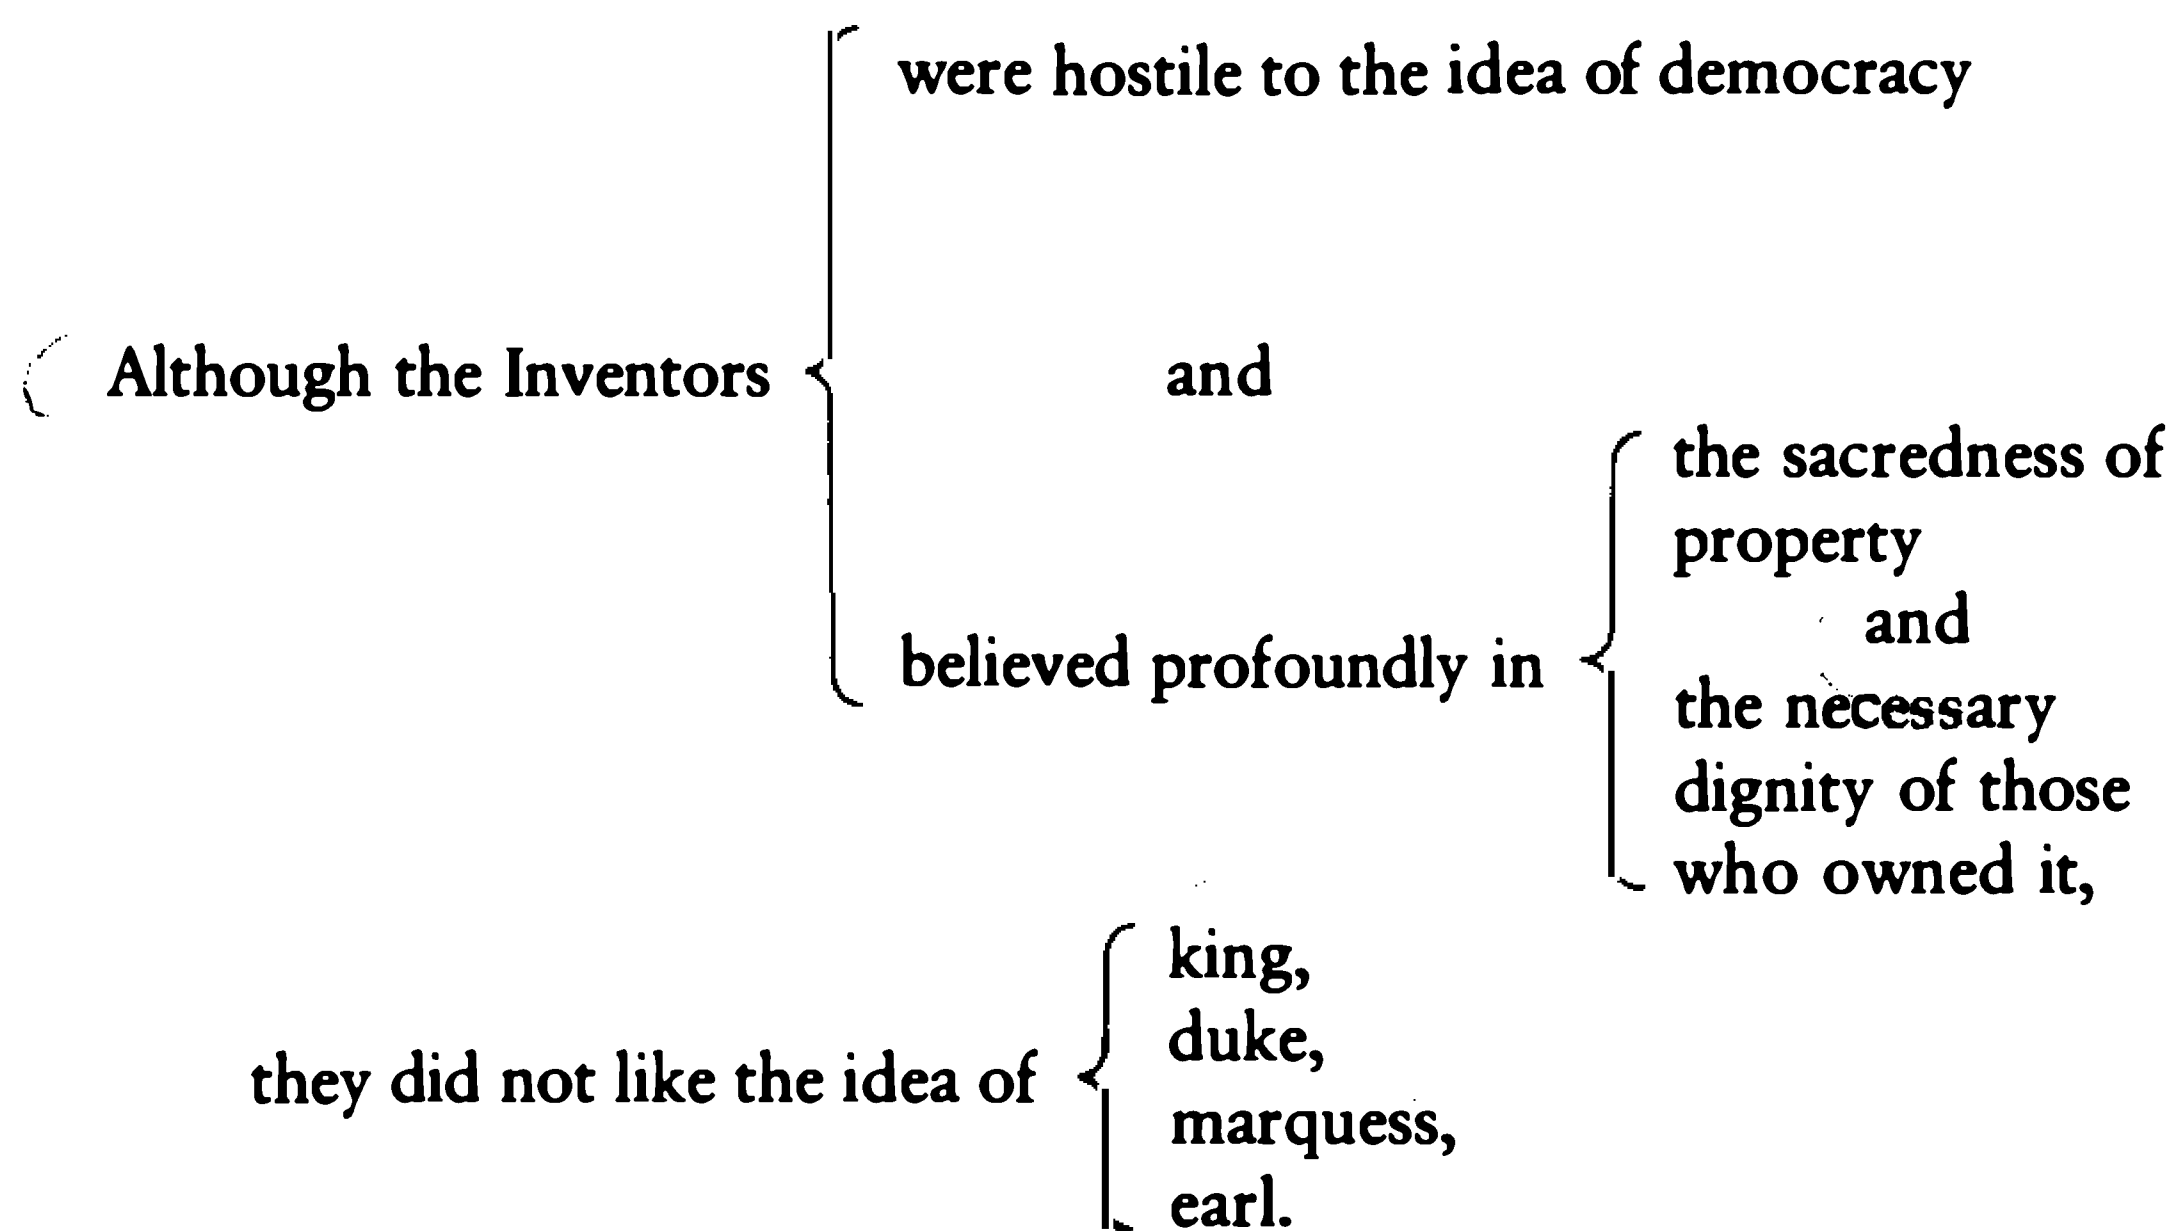 were hostile to the idea of democracy
Although the Inventors
and
the sacredness of
property
and
believed profoundly in
the necessary
dignity of those
who owned it,
king,
duke,
they did not like the idea of
marquess,
earl.